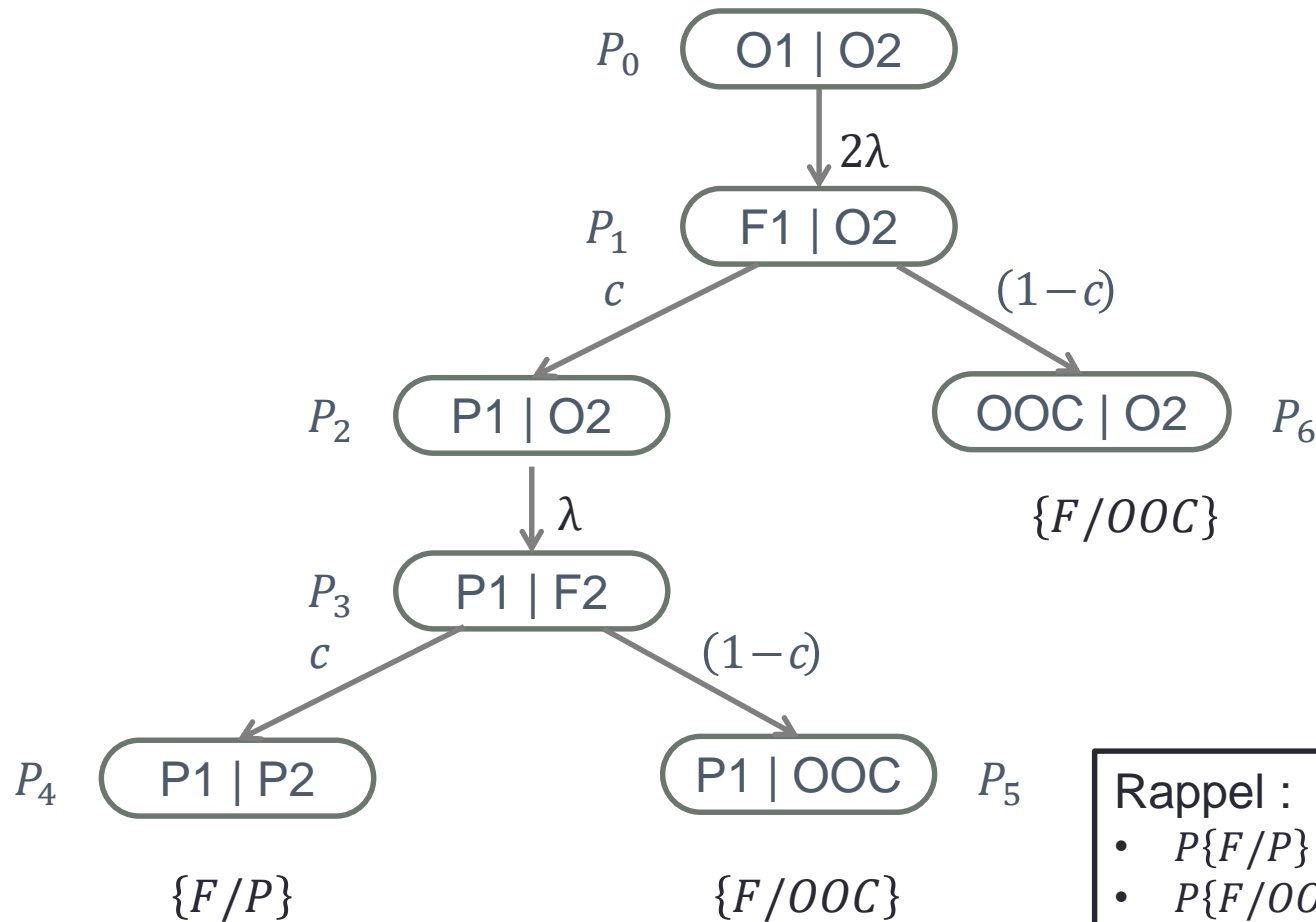 P₀ O1 | O2
2λ
P₁ F1 | O2
c (1−c)
P₂ P1 | O2 OOC | O2 P₆
λ {F/OOC}
P₃ P1 | F2
c (1−c)
P₄ P1 | P2 P1 | OOC P₅
Rappel :
• P{F/P}
• P{F/OO
{F/P} {F/OOC}